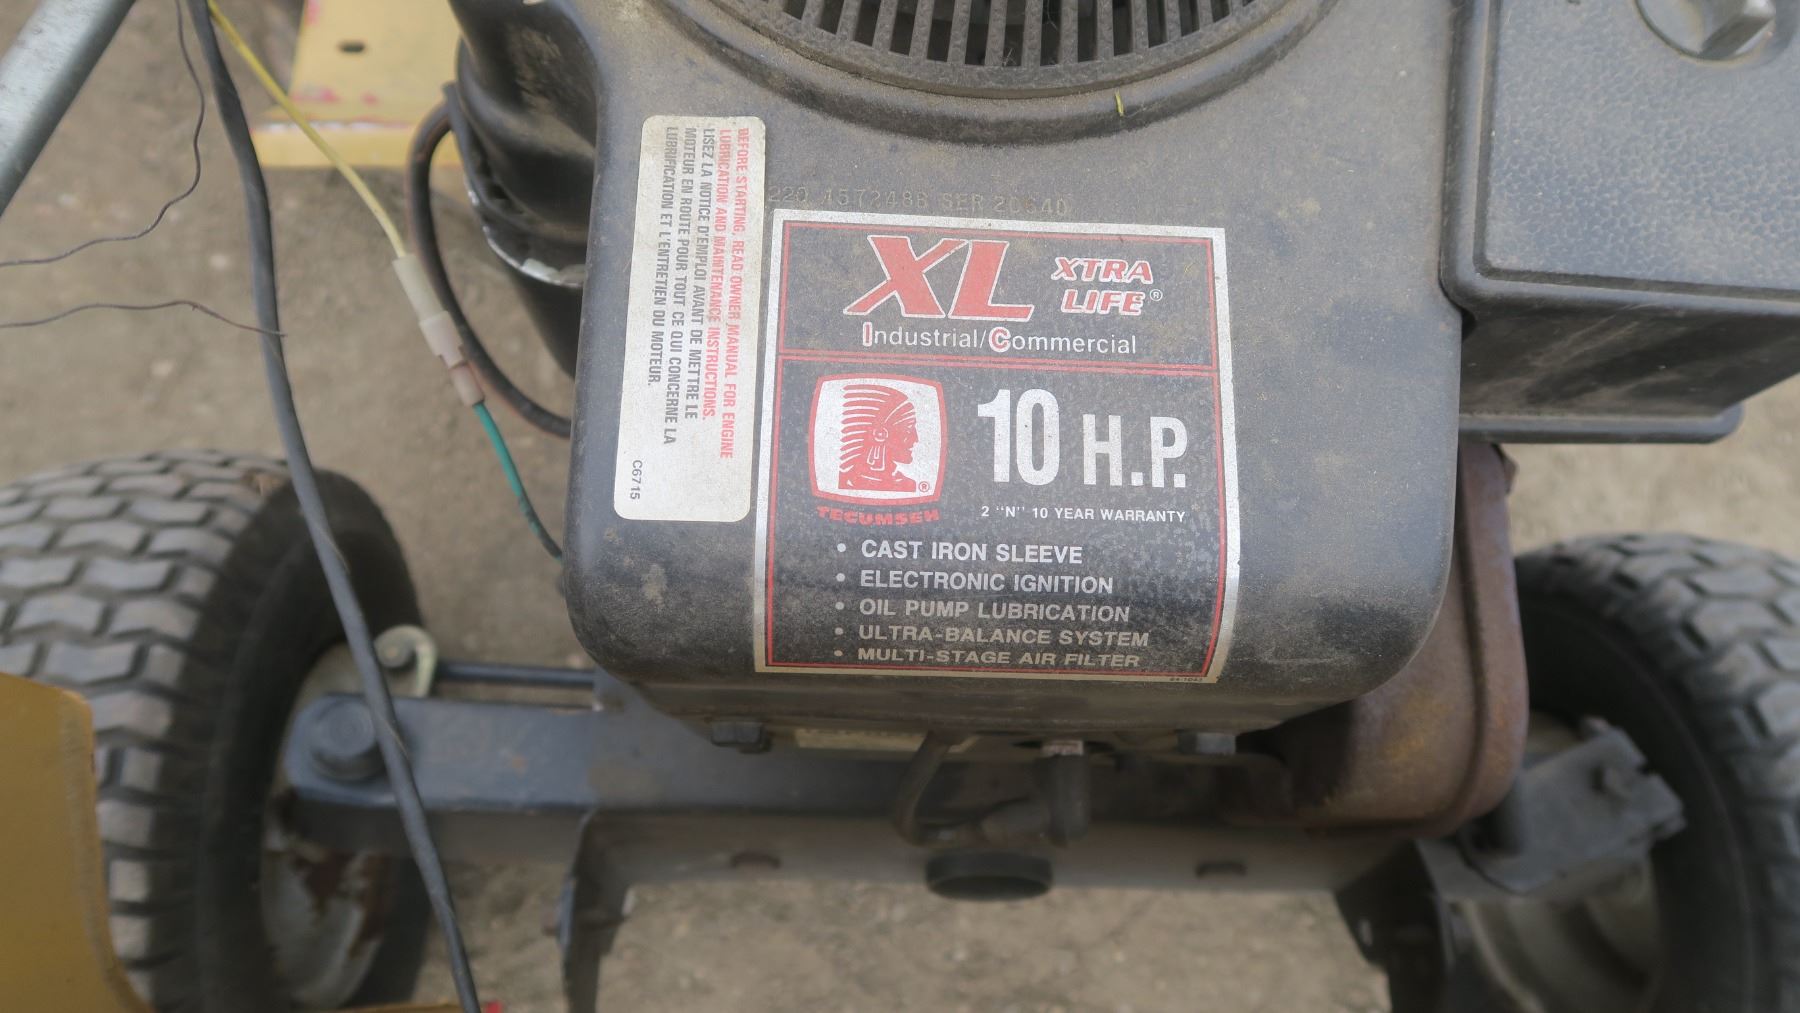 BEFORE STARTING, READ OWNER MANUAL FOR ENGINE
LUBRICATION AND MAINTENANCE INSTRUCTIONS.
LISEZ LA NOTICE D'EMPLOI AVANT DE METTRE LE
MOTEUR EN ROUTE POUR TOUT CE QUI CONCERNE LA
LUBRIFICATION ET L'ENTRETIEN DU MOTEUR.
C6715
SER
XL XTRA
LIFE®
Industrial/Commercial
10 H.P.
®
TECUMSEH
2 "N" 10 YEAR WARRANTY
• CAST IRON SLEEVE
• ELECTRONIC IGNITION
• OIL PUMP LUBRICATION
• ULTRA-BALANCE SYSTEM
• MULTI-STAGE AIR FILTER